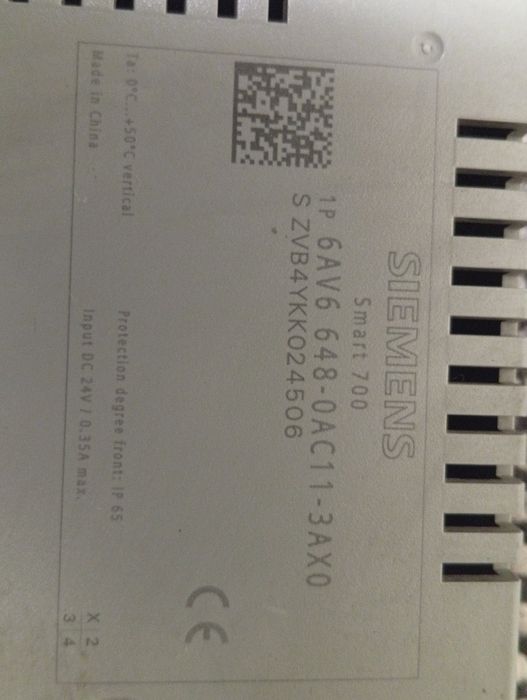 SIEMENS
Smart 700
1P 6AV6 648-0AC11-3AX0
S ZVB4YKK024506
CE
Ta: 0°C...+50°C vertical
Protection degree front: IP 65
Made in China
Input DC 24V / 0.35A max.
X 2
3 4